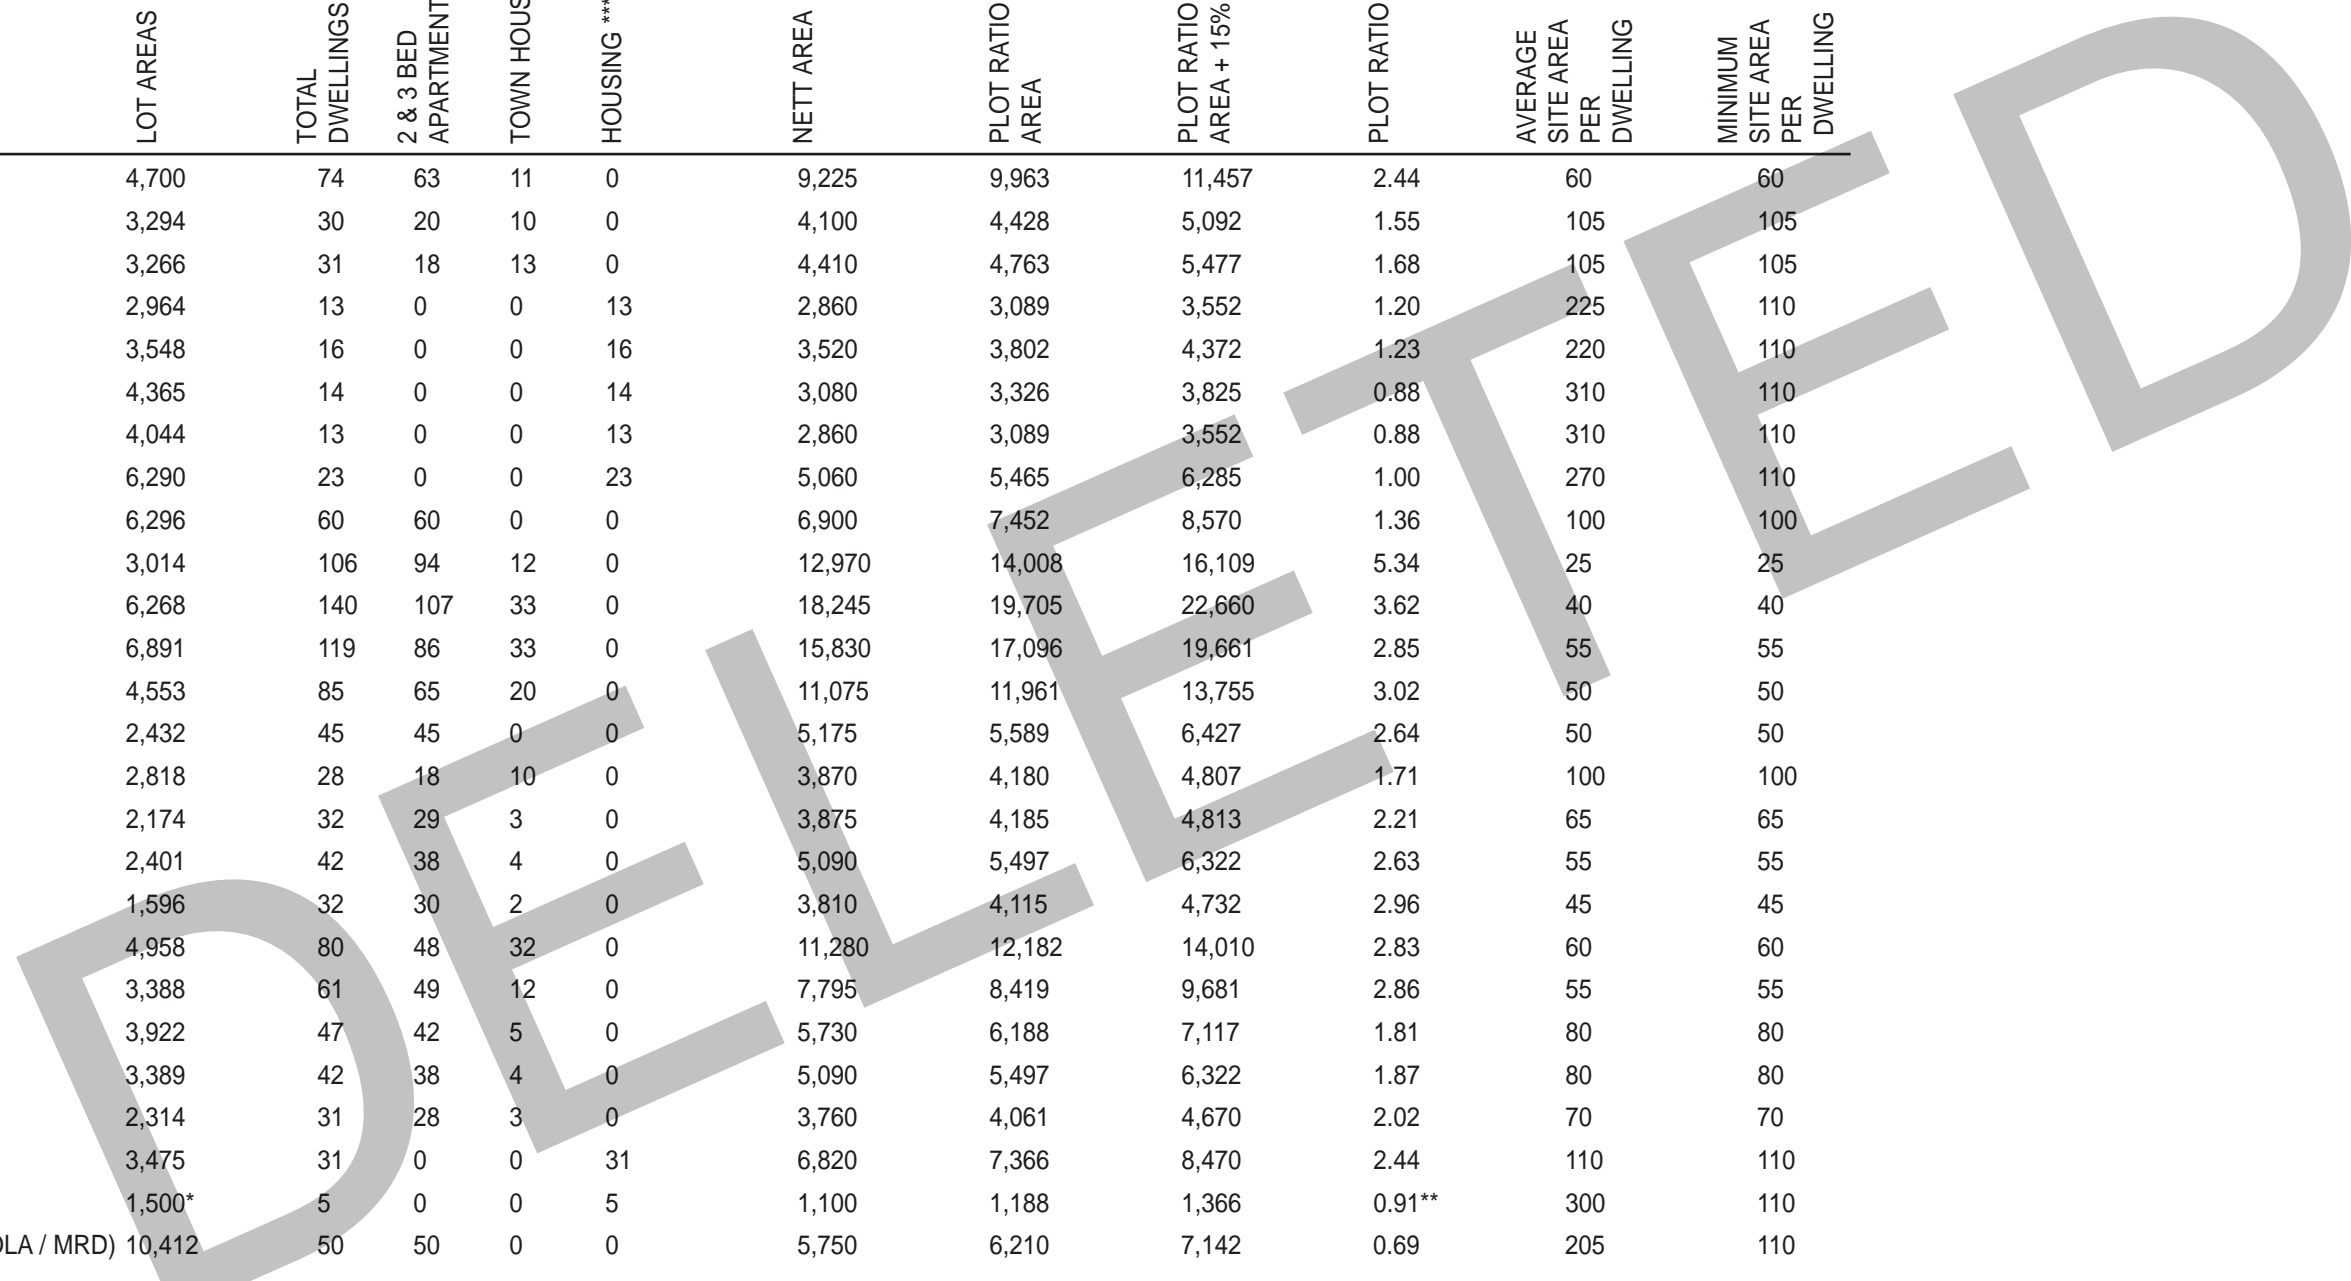 LOT AREAS
TOTAL
DWELLINGS
2 & 3 BED
TOWN
HOUSING ***
NETT AREA
PLOT RATIO
AREA
PLOT RATIO
AREA + 15%
PLOT RATIO
AVERAGE
SITE AREA
PER
DWELLING
MINIMUM
SITE AREA
PER
DWELLING
4,700 74 63 11 0 9,225 9,963 11,457 2.44 60 60
3,294 30 20 10 0 4,100 4,428 5,092 1.55 105 105
3,266 31 18 13 0 4,410 4,763 5,477 1.68 105 105
2,964 13 0 0 13 2,860 3,089 3,552 1.20 225 110
3,548 16 0 0 16 3,520 3,802 4,372 1.23 220 110
4,365 14 0 0 14 3,080 3,326 3,825 0.88 310 110
4,044 13 0 0 13 2,860 3,089 3,552 0.88 310 110
6,290 23 0 0 23 5,060 5,465 6,285 1.00 270 110
6,296 60 60 0 0 6,900 7,452 8,570 1.36 100 100
3,014 106 94 12 0 12,970 14,008 16,109 5.34 25 25
6,268 140 107 33 0 18,245 19,705 22,660 3.62 40 40
6,891 119 86 33 0 15,830 17,096 19,661 2.85 55 55
4,553 85 65 20 0 11,075 11,961 13,755 3.02 50 50
2,432 45 45 0 0 5,175 5,589 6,427 2.64 50 50
2,818 28 18 10 0 3,870 4,180 4,807 1.71 100 100
2,174 32 29 3 0 3,875 4,185 4,813 2.21 65 65
2,401 42 38 4 0 5,090 5,497 6,322 2.63 55 55
1,596 32 30 2 0 3,810 4,115 4,732 2.96 45 45
4,958 80 48 32 0 11,280 12,182 14,010 2.83 60 60
3,388 61 49 12 0 7,795 8,419 9,681 2.86 55 55
3,922 47 42 5 0 5,730 6,188 7,117 1.81 80 80
3,389 42 38 4 0 5,090 5,497 6,322 1.87 80 80
2,314 31 28 3 0 3,760 4,061 4,670 2.02 70 70
3,475 31 0 0 31 6,820 7,366 8,470 2.44 110 110
1,500* 5 0 0 5 1,100 1,188 1,366 0.91** 300 110
/ MRD) 10,412 50 50 0 0 5,750 6,210 7,142 0.69 205 110
DELETED